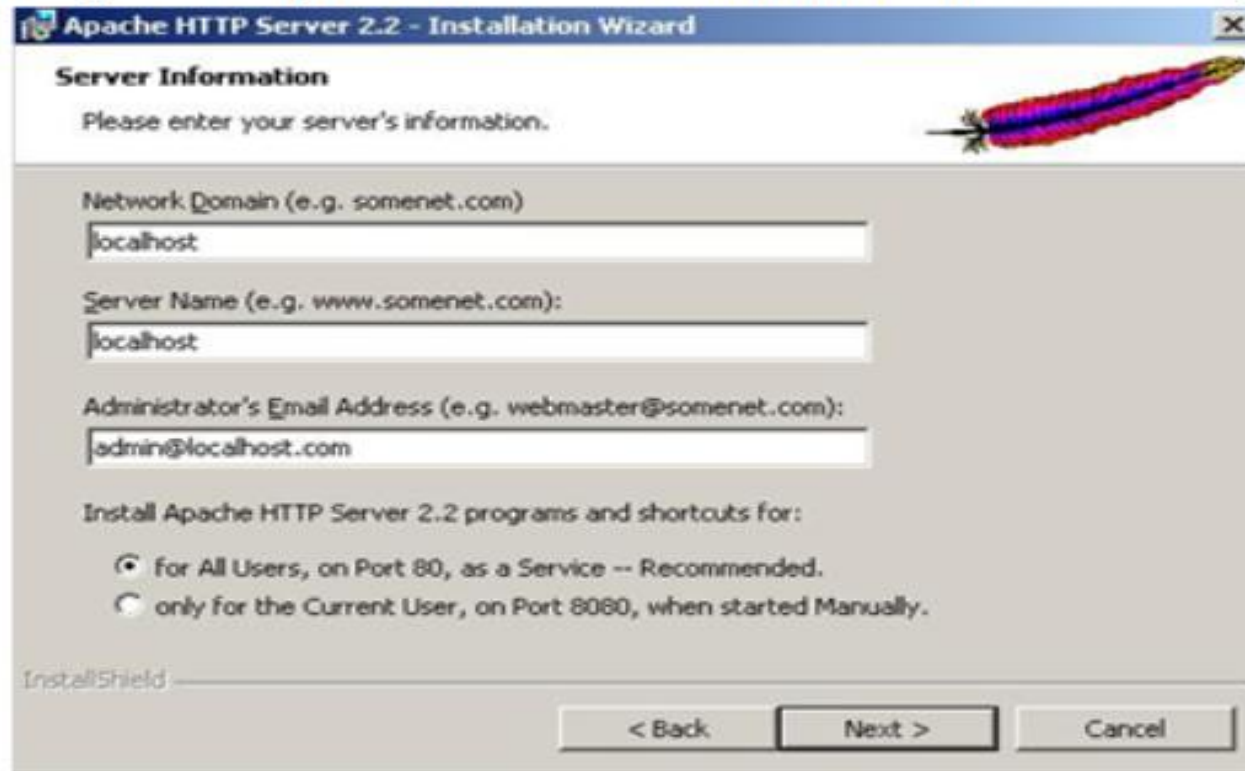 Apache HTTP Server 2.2 - Installation Wizard
Server Information
Please enter your server's information.
Network Domain (e.g. somenet.com)
localhost
Server Name (e.g. www.somenet.com):
localhost
Administrator's Email Address (e.g. webmaster@somenet.com):
admin@localhost.com
Install Apache HTTP Server 2.2 programs and shortcuts for:
for All Users, on Port 80, as a Service -- Recommended.
only for the Current User, on Port 8080, when started Manually.
InstallShield
< Back Next > Cancel